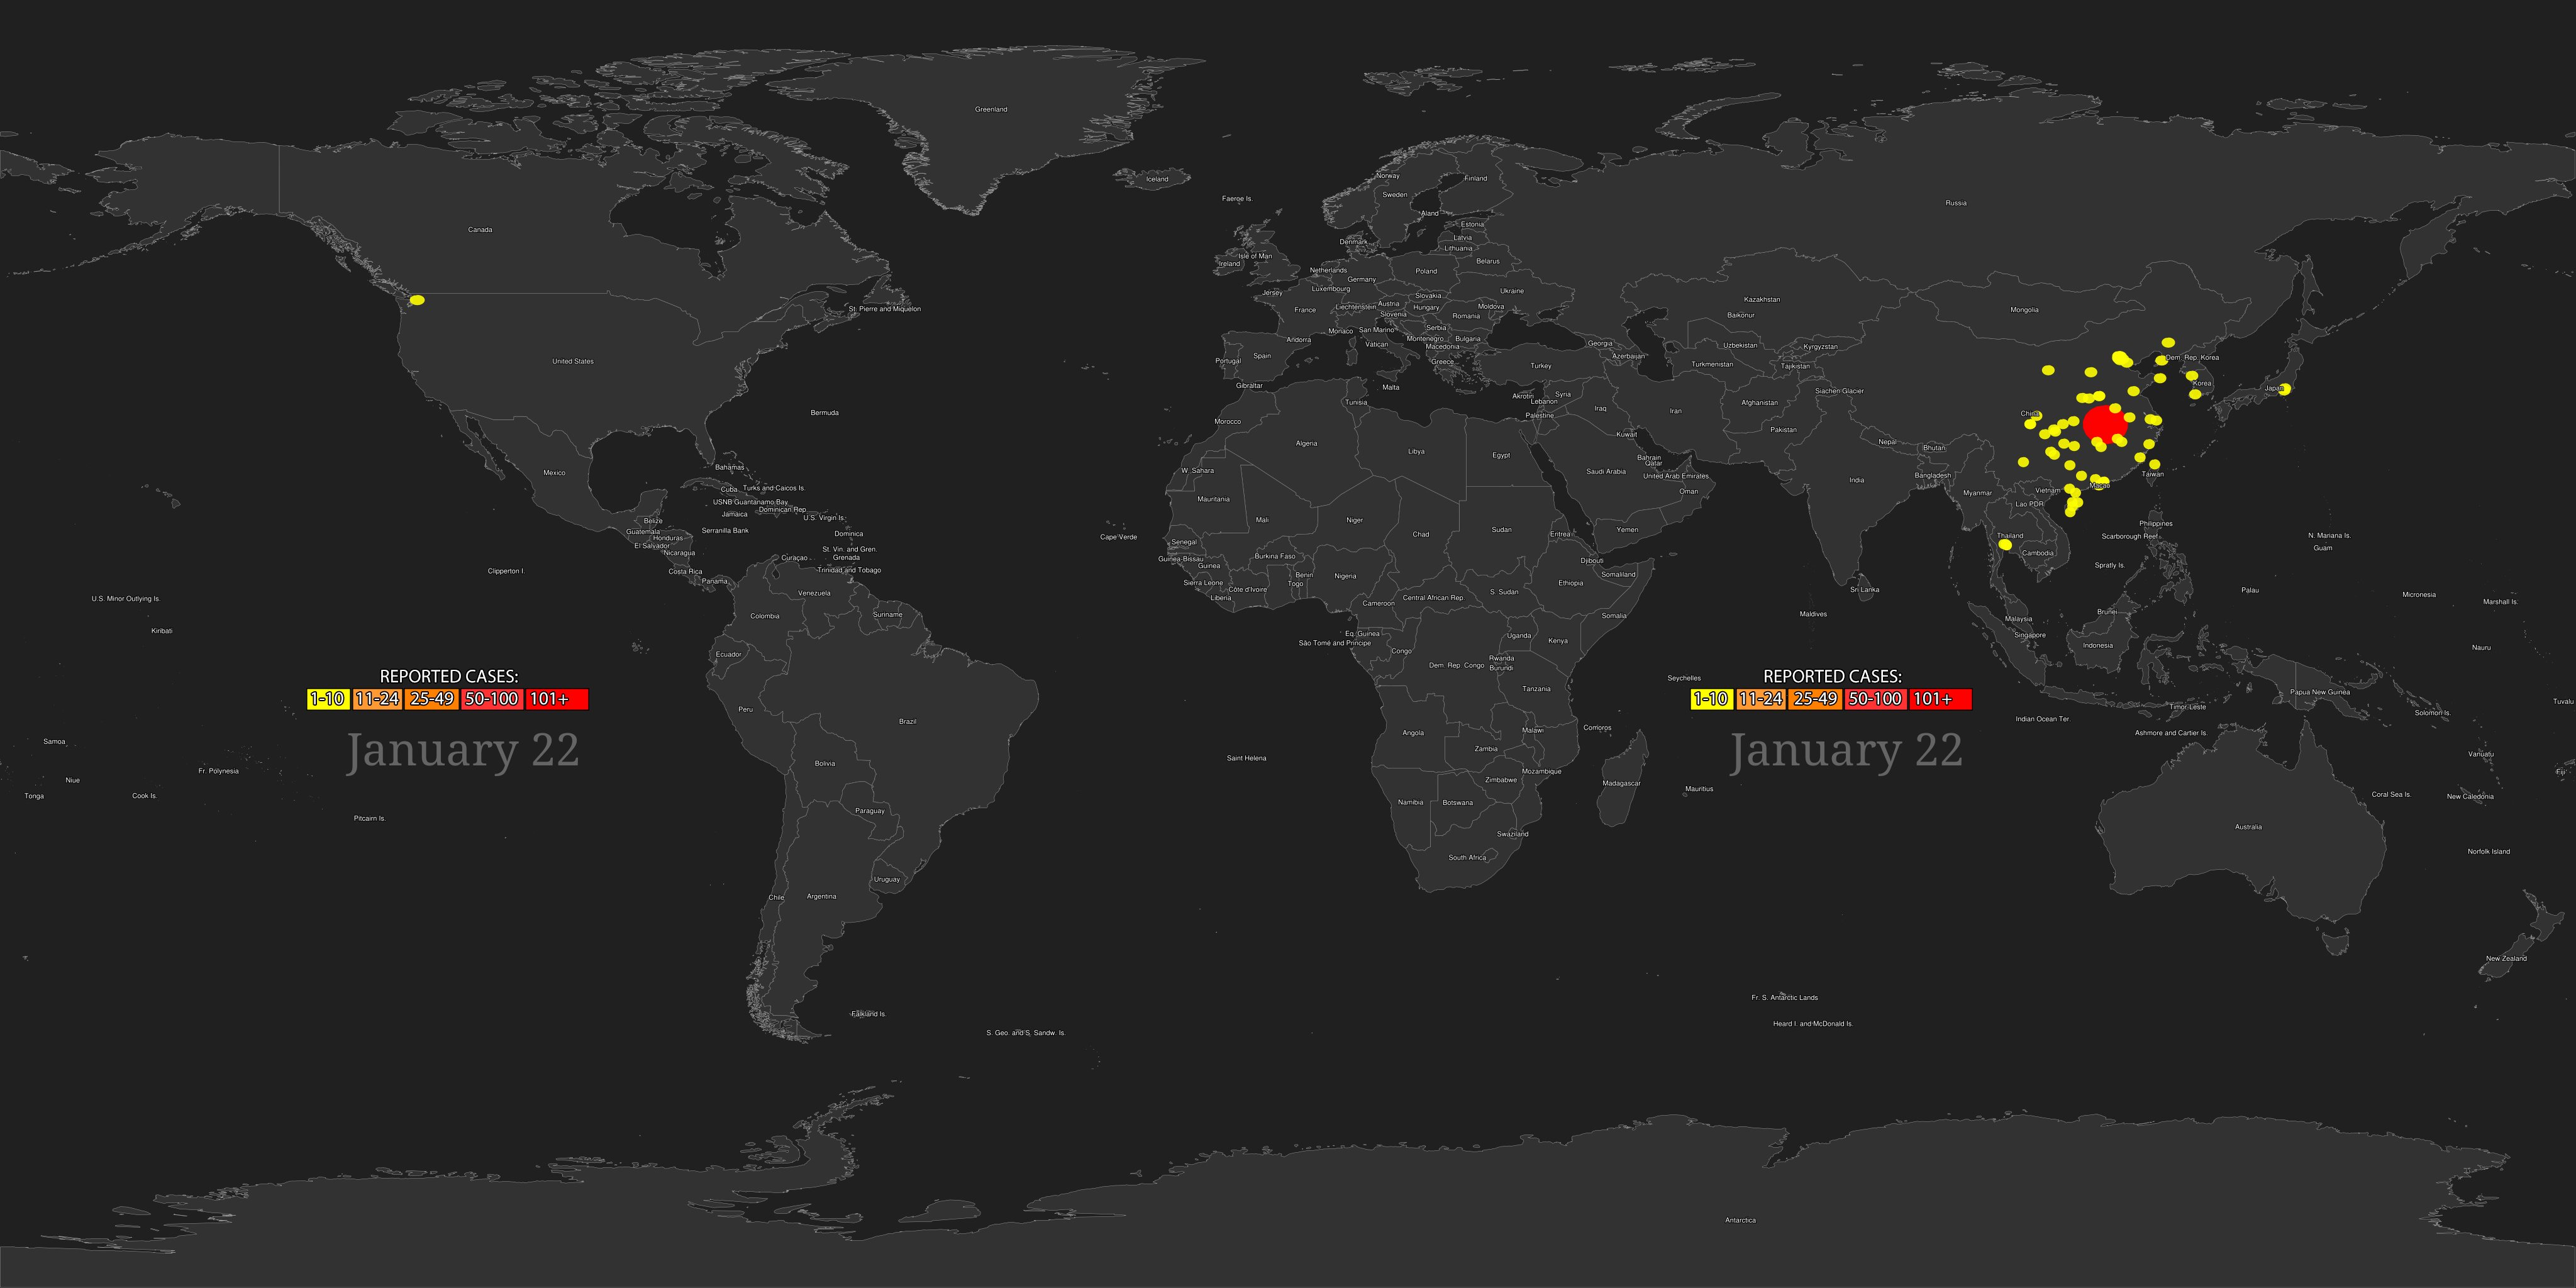 Greenland
Iceland
Norway
Finland
Sweden
Faeroe Is.
Russia
Aland
Estonia
Canada
Latvia
Denmark
Lithuania
Isle of Man
Ireland
Belarus
Netherlands
Poland
Germany
Luxembourg
Jersey
Ukraine
Slovakia
Kazakhstan
Liechtenstein
Austria
Hungary
Moldova
St. Pierre and Miquelon
France
Mongolia
Slovenia
Baikonur
Romania
Monaco
San Marino
Serbia
Andorra
Montenegro
Bulgaria
Vatican
Macedonia
Georgia
Uzbekistan
Kyrgyzstan
Azerbaijan
Dem. Rep. Korea
United States
Portugal
Spain
Greece
Turkey
Turkmenistan
Tajikistan
Gibraltar
Malta
Korea
Japan
Siachen Glacier
Syria
Akrotiri
Lebanon
Tunisia
Afghanistan
Iraq
Iran
Bermuda
Palestine
China
Morocco
Pakistan
Kuwait
Algeria
Nepal
Bhutan
Libya
Egypt
Bahrain
Qatar
Bahamas
W. Sahara
Saudi Arabia
Mexico
United Arab Emirates
Bangladesh
Taiwan
India
Macao
Cuba
Turks and Caicos Is.
Oman
Vietnam
Myanmar
Mauritania
USNB Guantanamo Bay
Lao PDR
Dominican Rep.
Jamaica
U.S. Virgin Is.
Belize
Mali
Niger
Philippines
Serranilla Bank
Sudan
Yemen
Guatemala
Chad
Eritrea
Dominica
Thailand
Scarborough Reef
N. Mariana Is.
Honduras
Cape Verde
Senegal
El Salvador
Guam
St. Vin. and Gren.
Nicaragua
Cambodia
Curaçao
Grenada
Burkina Faso
Guinea-Bissau
Djibouti
Guinea
Spratly Is.
Clipperton I.
Costa Rica
Trinidad and Tobago
Benin
Nigeria
Somaliland
Panama
Sierra Leone
Togo
Ethiopia
Côte d'Ivoire
Sri Lanka
Palau
Venezuela
S. Sudan
Micronesia
U.S. Minor Outlying Is.
Liberia
Central African Rep.
Marshall Is.
Cameroon
Brunei
Maldives
Suriname
Colombia
Somalia
Malaysia
Kiribati
Eq. Guinea
Uganda
Singapore
São Tomé and Principe
Kenya
Indonesia
Nauru
Congo
Ecuador
Rwanda
Dem. Rep. Congo
Burundi
REPORTED CASES:
1-10 11-24 25-49 50-100 101+
January 22
Seychelles
REPORTED CASES:
1-10 11-24 25-49 50-100 101+
January 22
Tanzania
Papua New Guinea
Tuvalu
Peru
Timor-Leste
Solomon Is.
Brazil
Indian Ocean Ter.
Comoros
Malawi
Angola
Ashmore and Cartier Is.
Samoa
Zambia
Vanuatu
Saint Helena
Bolivia
Fr. Polynesia
Mozambique
Fiji
Niue
Zimbabwe
Madagascar
Mauritius
Tonga
Cook Is.
Coral Sea Is.
New Caledonia
Namibia
Botswana
Paraguay
Pitcairn Is.
Australia
Swaziland
Norfolk Island
South Africa
Uruguay
Chile
Argentina
New Zealand
Fr. S. Antarctic Lands
Falkland Is.
Heard I. and McDonald Is.
S. Geo. and S. Sandw. Is.
Antarctica